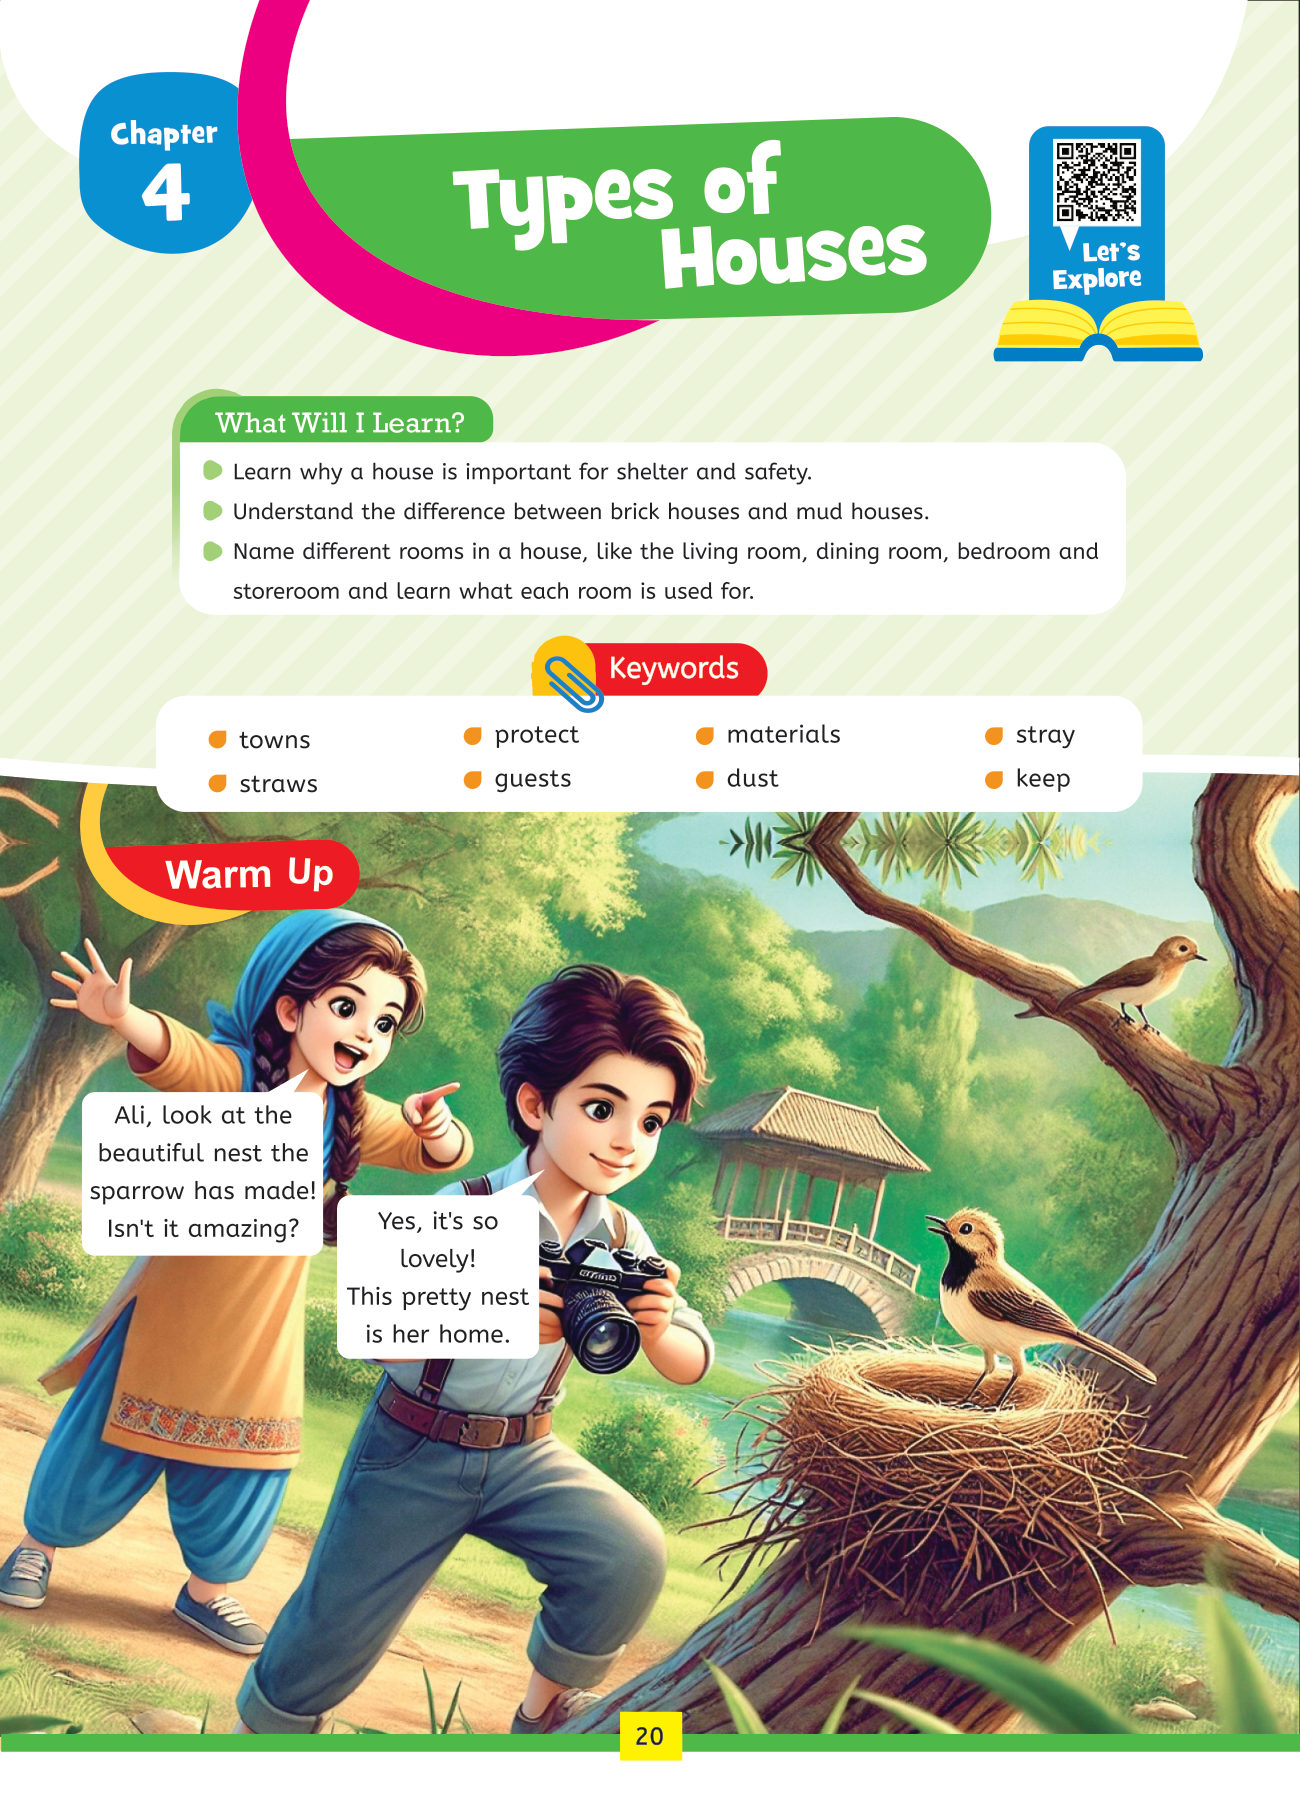 Chapter
4
Types of
Houses
Let's
Explore
What Will I Learn?
Learn why a house is important for shelter and safety.
Understand the difference between brick houses and mud houses.
Name different rooms in a house, like the living room, dining room, bedroom and
storeroom and learn what each room is used for.
Keywords
towns
protect
materials
stray
straws
guests
dust
keep
Warm Up
Ali, look at the
beautiful nest the
sparrow has made!
Isn't it amazing?
Yes, it's so
lovely!
This pretty nest
is her home.
20